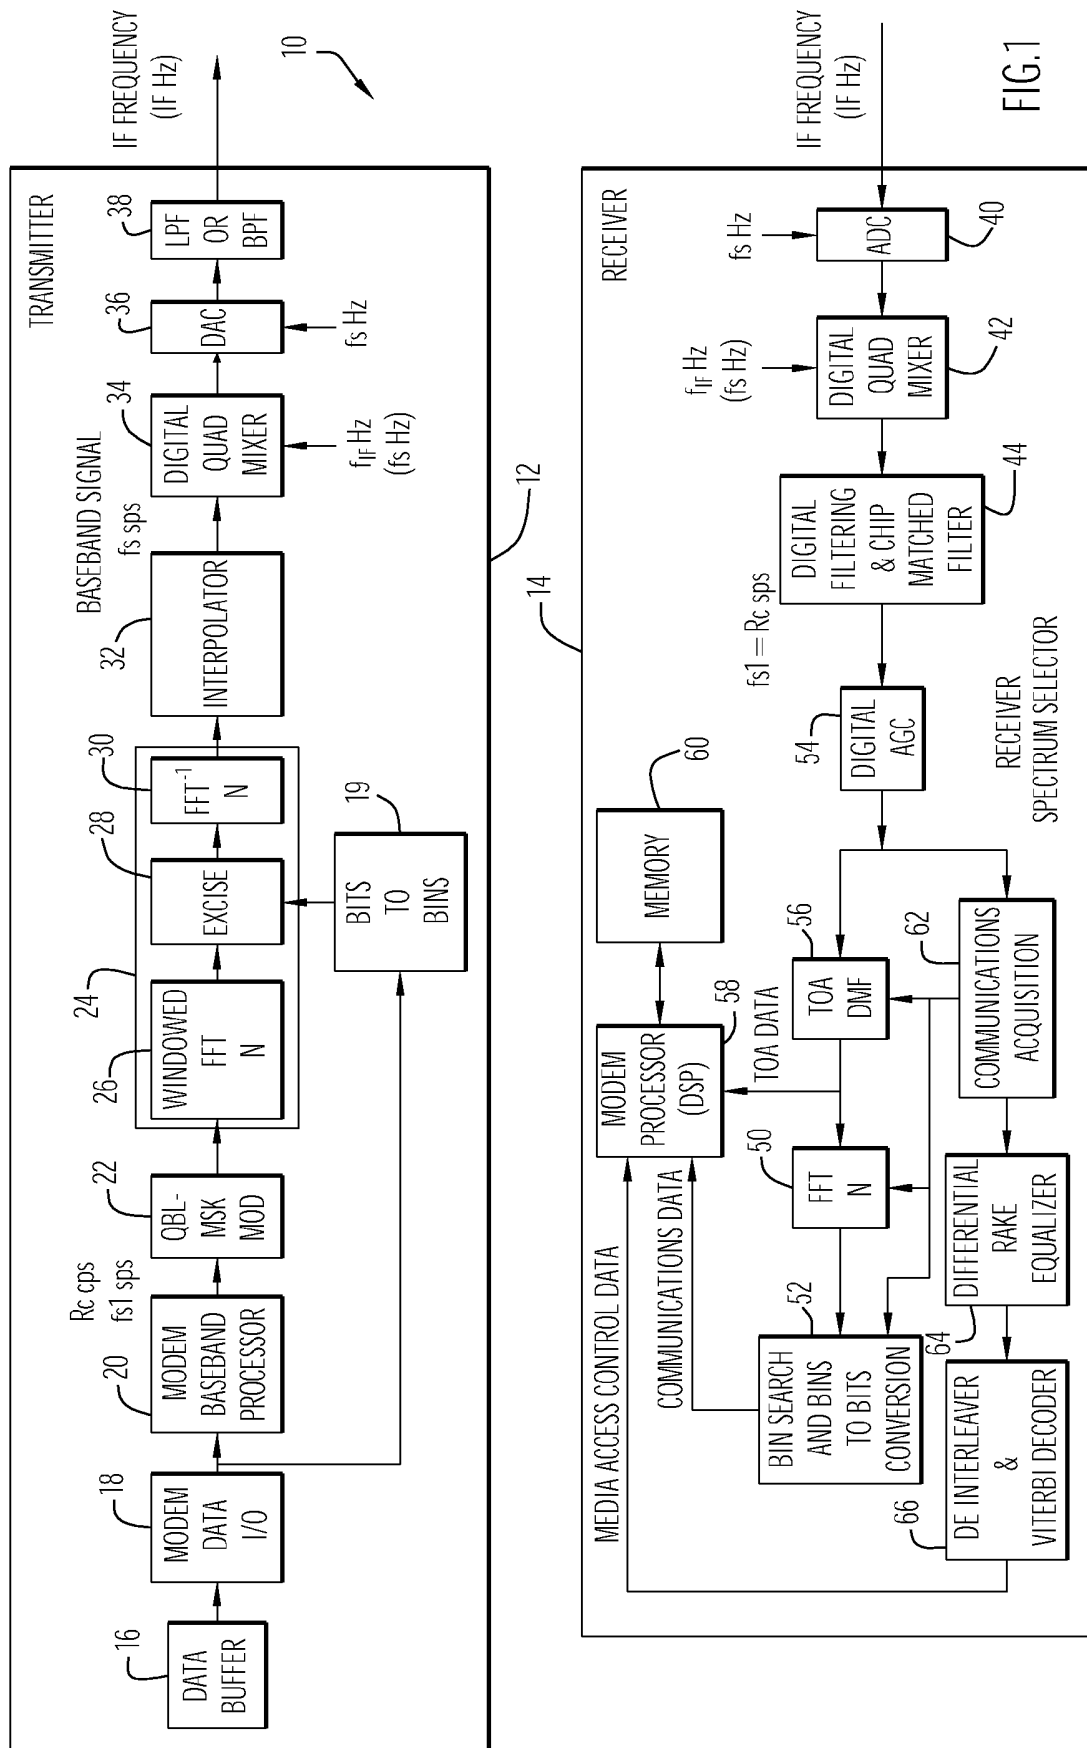 TRANSMITTER
16
DATA
BUFFER
18
MODEM
DATA
I/O
20
Rc cps
fs1 sps
MODEM
BASEBAND
PROCESSOR
22
QBL-
MSK
MOD
24
26
WINDOWED
FFT
N
28
EXCISE
30
FFT-1
N
19
BITS
TO
BINS
32
INTERPOLATOR
BASEBAND SIGNAL
fs sps
34
DIGITAL
QUAD
MIXER
fIF Hz
(fs Hz)
36
DAC
fs Hz
38
LPF
OR
BPF
IF FREQUENCY
(IF Hz)
10
12
14
RECEIVER
IF FREQUENCY
(IF Hz)
fs Hz
ADC
40
fIF Hz
(fs Hz)
DIGITAL
QUAD
MIXER
42
fs1 = Rc sps
DIGITAL
FILTERING
& CHIP
MATCHED
FILTER
44
54
DIGITAL
AGC
RECEIVER
SPECTRUM SELECTOR
60
MEMORY
56
TOA
DMF
62
COMMUNICATIONS
ACQUISITION
MODEM
PROCESSOR
(DSP)
58
TOA DATA
50
FFT
N
DIFFERENTIAL
RAKE
EQUALIZER
64
52
BIN SEARCH
AND BINS
TO BITS
CONVERSION
COMMUNICATIONS DATA
MEDIA ACCESS CONTROL DATA
66
DE INTERLEAVER
&
VITERBI DECODER
FIG.1